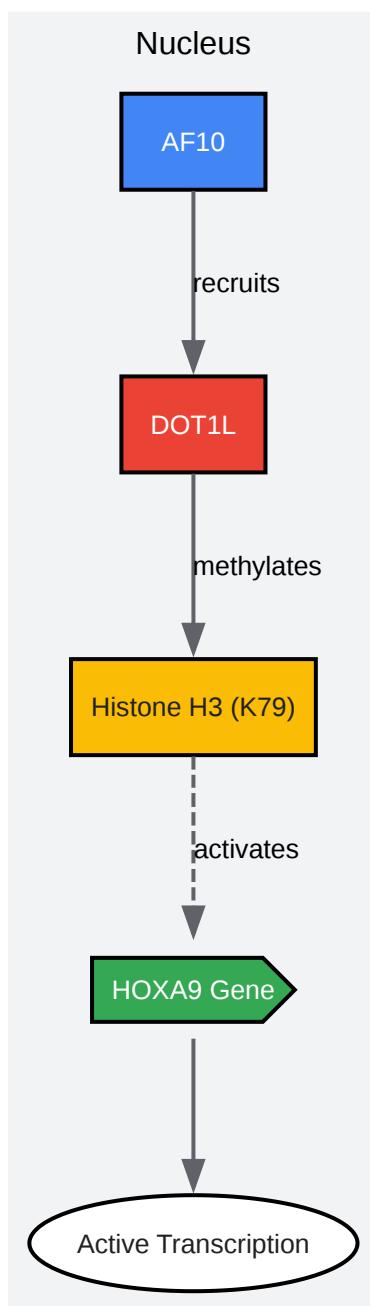 Nucleus
AF10
recruits
DOT1L
methylates
Histone H3 (K79)
activates
HOXA9 Gene
Active Transcription